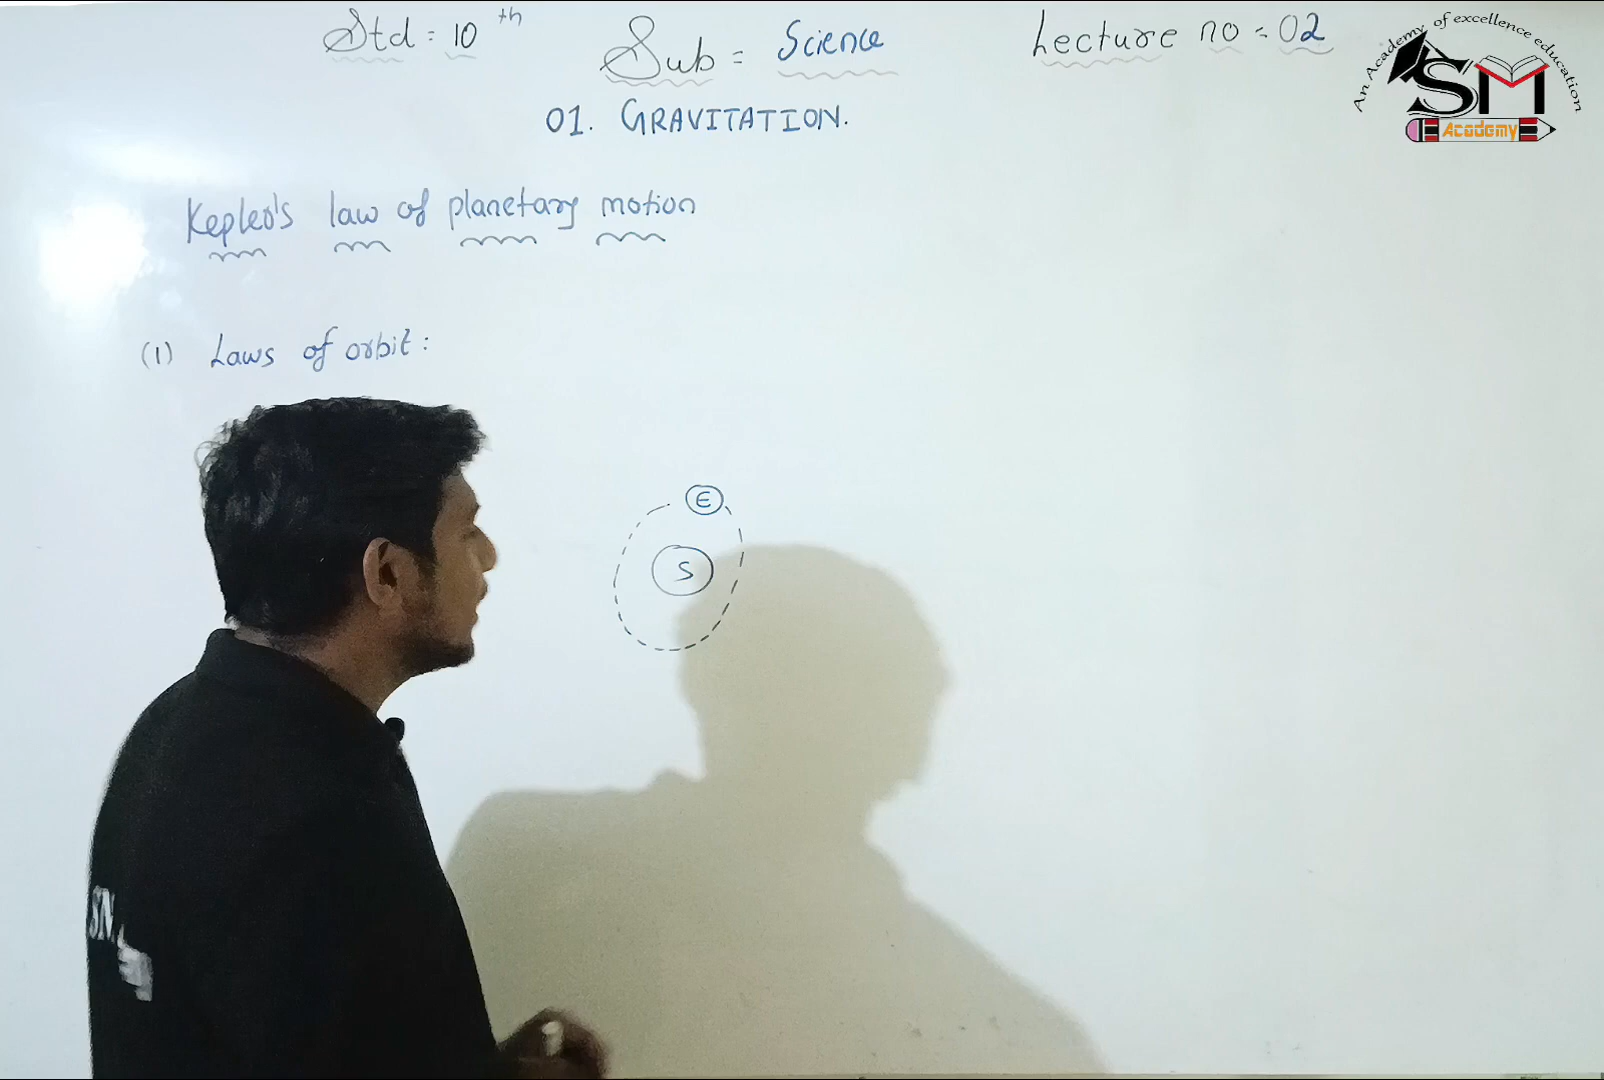 Std = 10th
Sub = Science
Lecture no = 02
An Academy of excellence education
SM
Academy
01. GRAVITATION.
Kepler's law of planetary motion
(1) Laws of orbit:
E
S